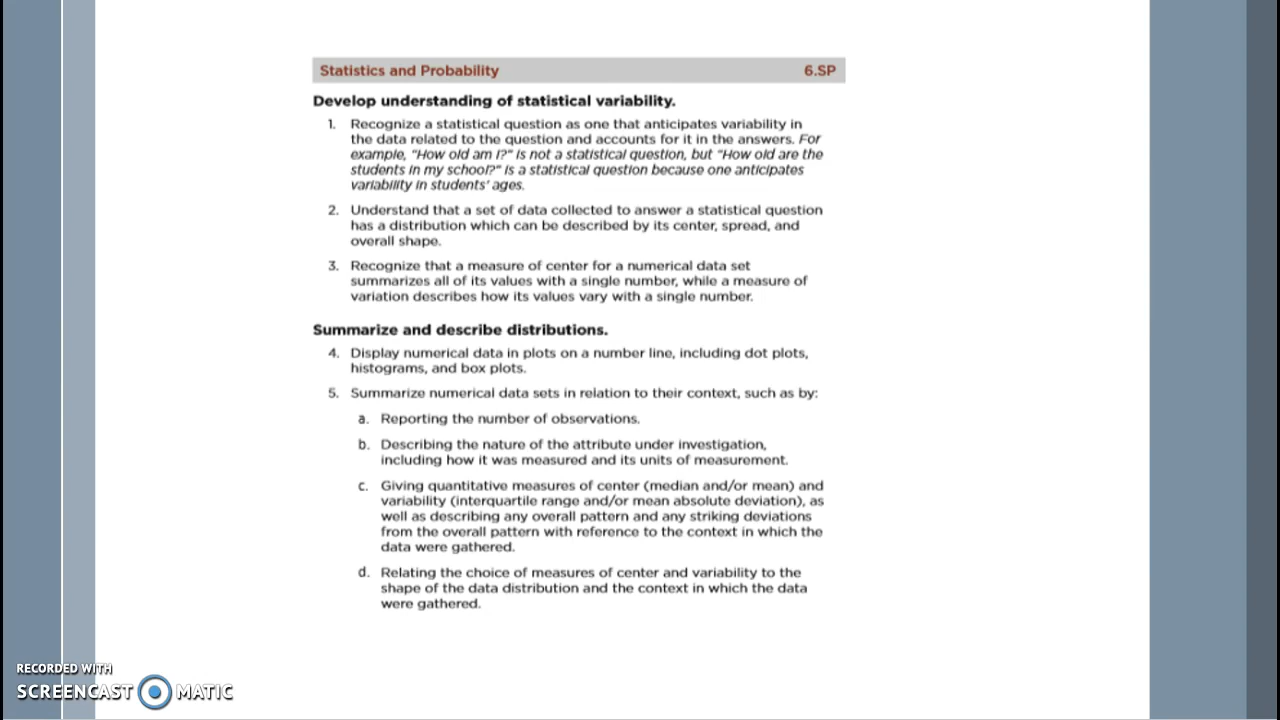 Statistics and Probability 6.SP
Develop understanding of statistical variability.
1. Recognize a statistical question as one that anticipates variability in
the data related to the question and accounts for it in the answers. For
example, "How old am I?" is not a statistical question, but "How old are the
students in my school?" is a statistical question because one anticipates
variability in students' ages.
2. Understand that a set of data collected to answer a statistical question
has a distribution which can be described by its center, spread, and
overall shape.
3. Recognize that a measure of center for a numerical data set
summarizes all of its values with a single number, while a measure of
variation describes how its values vary with a single number.
Summarize and describe distributions.
4. Display numerical data in plots on a number line, including dot plots,
histograms, and box plots.
5. Summarize numerical data sets in relation to their context, such as by:
a. Reporting the number of observations.
b. Describing the nature of the attribute under investigation,
including how it was measured and its units of measurement.
c. Giving quantitative measures of center (median and/or mean) and
variability (interquartile range and/or mean absolute deviation), as
well as describing any overall pattern and any striking deviations
from the overall pattern with reference to the context in which the
data were gathered.
d. Relating the choice of measures of center and variability to the
shape of the data distribution and the context in which the data
were gathered.
RECORDED WITH
SCREENCAST MATIC